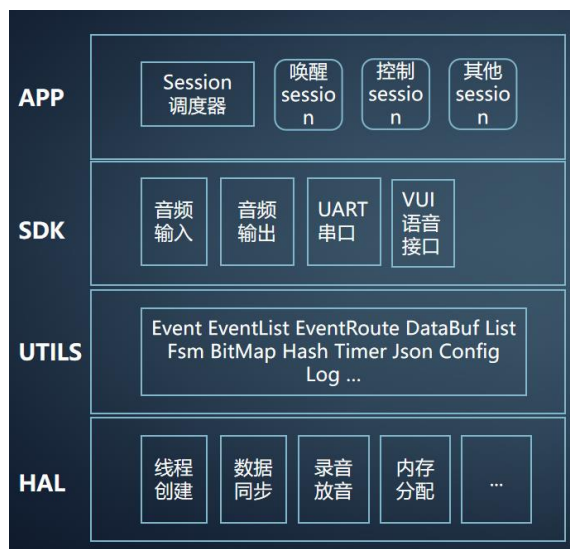 APP
Session
调度器
唤醒
sessio
n
控制
sessio
n
其他
sessio
n
SDK
音频
输入
音频
输出
UART
串口
VUI
语音
接口
UTILS
Event EventList EventRoute DataBuf List
Fsm BitMap Hash Timer Json Config
Log ...
HAL
线程
创建
数据
同步
录音
放音
内存
分配
...